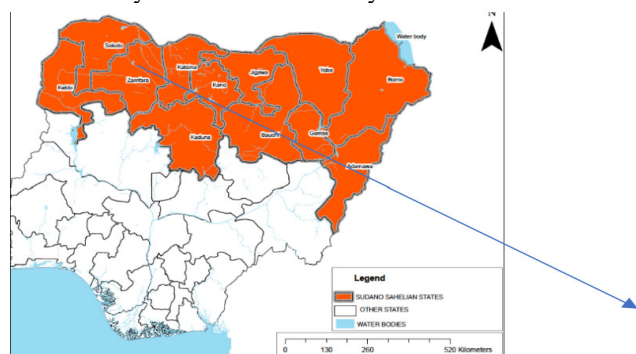 N
Water body
Sokoto
Katsina
Jigawa
Yobe
Borno
Kebbi
Zamfara
Kano
Kaduna
Bauchi
Gombe
Adamawa
Legend
SUDANO SAHELIAN STATES
OTHER STATES
WATER BODIES
0 130 260 520 Kilometers